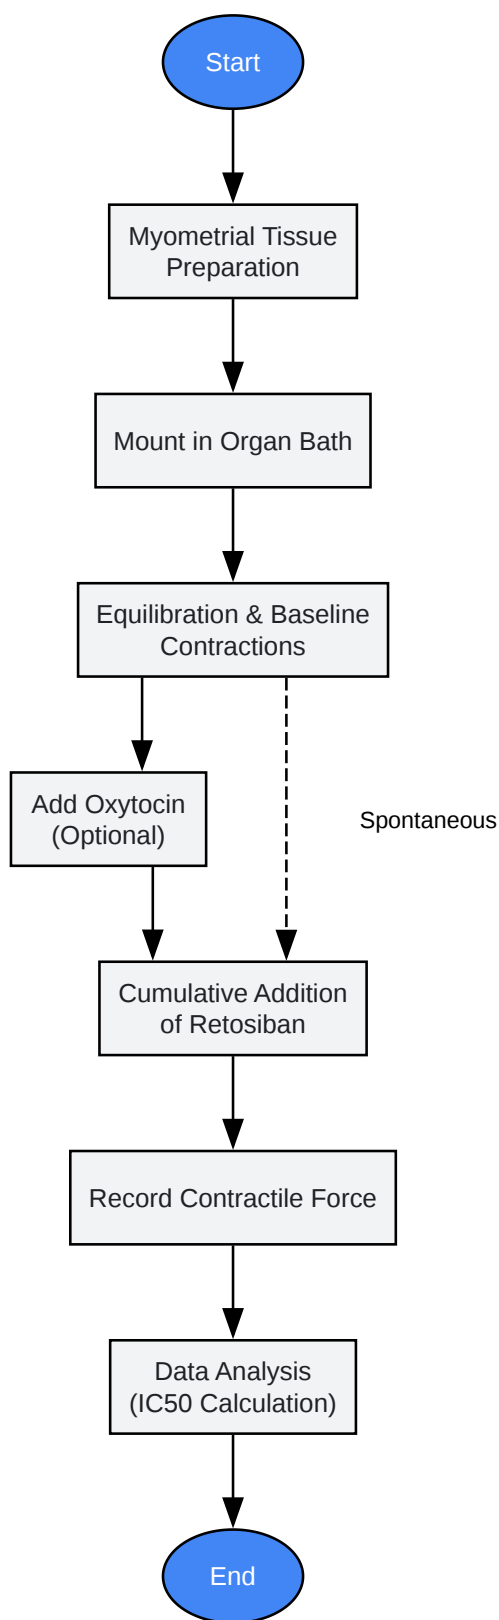 Start
Myometrial Tissue
Preparation
Mount in Organ Bath
Equilibration & Baseline
Contractions
Add Oxytocin
(Optional)
Spontaneous
Cumulative Addition
of Retosiban
Record Contractile Force
Data Analysis
(IC50 Calculation)
End